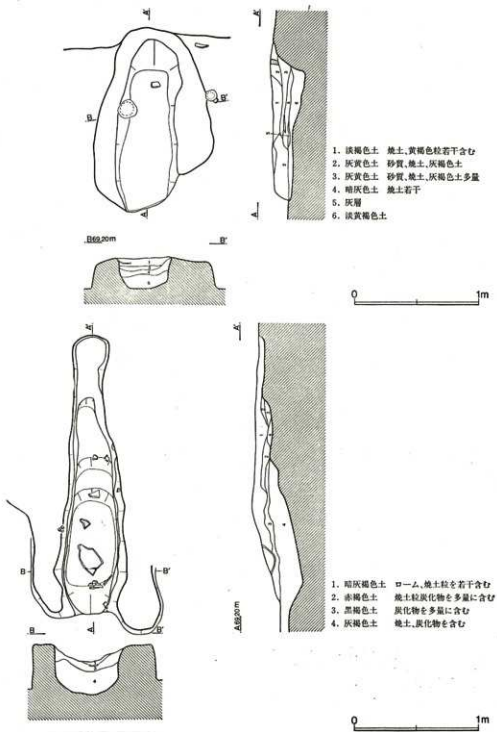 A'
A'
B'
B
A
A
1. 淡褐色土 焼土、黄褐色粒若干含む
2. 灰黄色土 砂質、焼土、灰褐色土
3. 灰黄色土 砂質、焼土、灰褐色土多量
4. 暗灰色土 焼土若干
5. 灰層
6. 淡黄褐色土
B69.20m B'
0 1m
A'
A'
B B'
A
B B'
A69.20m
1. 暗灰褐色土 ローム、焼土粒を若干含む
2. 赤褐色土 焼土粒炭化物を多量に含む
3. 黒褐色土 炭化物を多量に含む
4. 灰褐色土 焼土、炭化物を含む
0 1m